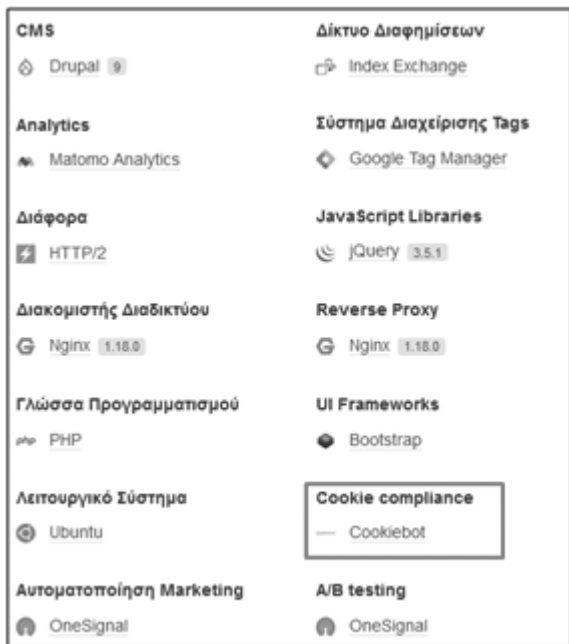 CMS
Drupal 9
Analytics
Matomo Analytics
Διάφορα
HTTP/2
Διακομιστής Διαδικτύου
Nginx 1.18.0
Γλώσσα Προγραμματισμού
php PHP
Λειτουργικό Σύστημα
Ubuntu
Αυτοματοποίηση Marketing
OneSignal
Δίκτυο Διαφημίσεων
Index Exchange
Σύστημα Διαχείρισης Tags
Google Tag Manager
JavaScript Libraries
jQuery 3.5.1
Reverse Proxy
Nginx 1.18.0
UI Frameworks
Bootstrap
Cookie compliance
Cookiebot
A/B testing
OneSignal